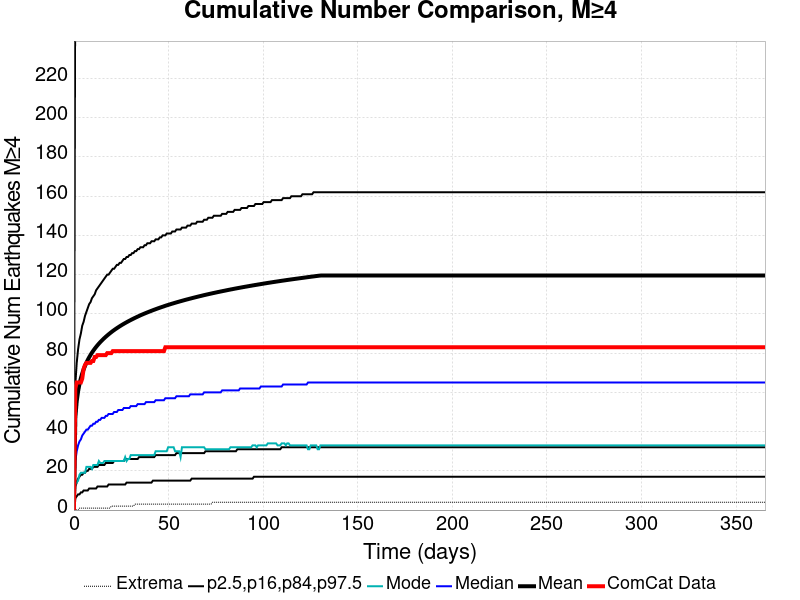 Cumulative Number Comparison, M≥4
Cumulative Num Earthquakes M≥4
220
200
180
160
140
120
100
80
60
40
20
0
0 50 100 150 200 250 300 350
Time (days)
Extrema p2.5,p16,p84,p97.5 Mode Median Mean ComCat Data